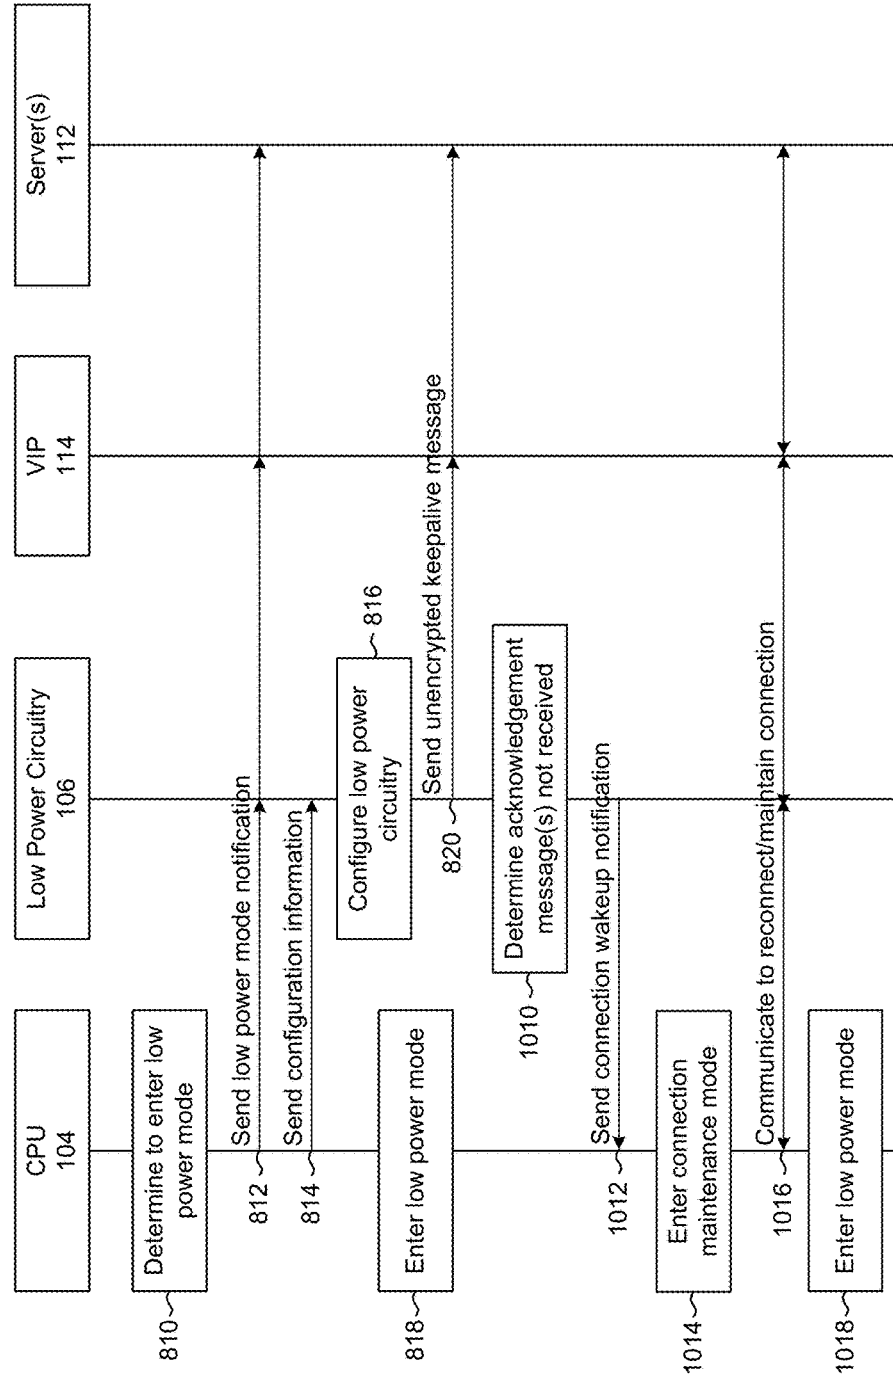 CPU
104
Low Power Circuitry
106
VIP
114
Server(s)
112
810
Determine to enter low
power mode
Send low power mode notification
812
Send configuration information
814
Configure low power
circuitry
816
818
Enter low power mode
Send unencrypted keepalive message
820
1010
Determine acknowledgement
message(s) not received
Send connection wakeup notification
1012
1014
Enter connection
maintenance mode
Communicate to reconnect/maintain connection
1016
1018
Enter low power mode